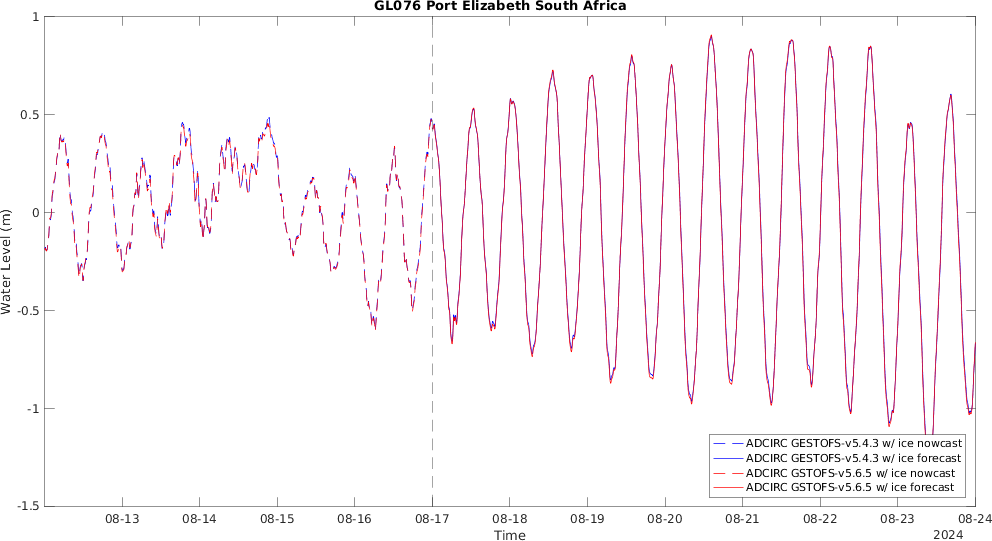 GL076 Port Elizabeth South Africa
1
0.5
0
-0.5
-1
-1.5
Water Level (m)
ADCIRC GESTOFS-v5.4.3 w/ ice nowcast
ADCIRC GESTOFS-v5.4.3 w/ ice forecast
ADCIRC GSTOFS-v5.6.5 w/ ice nowcast
ADCIRC GSTOFS-v5.6.5 w/ ice forecast
08-13 08-14 08-15 08-16 08-17 08-18 08-19 08-20 08-21 08-22 08-23 08-24
Time
2024